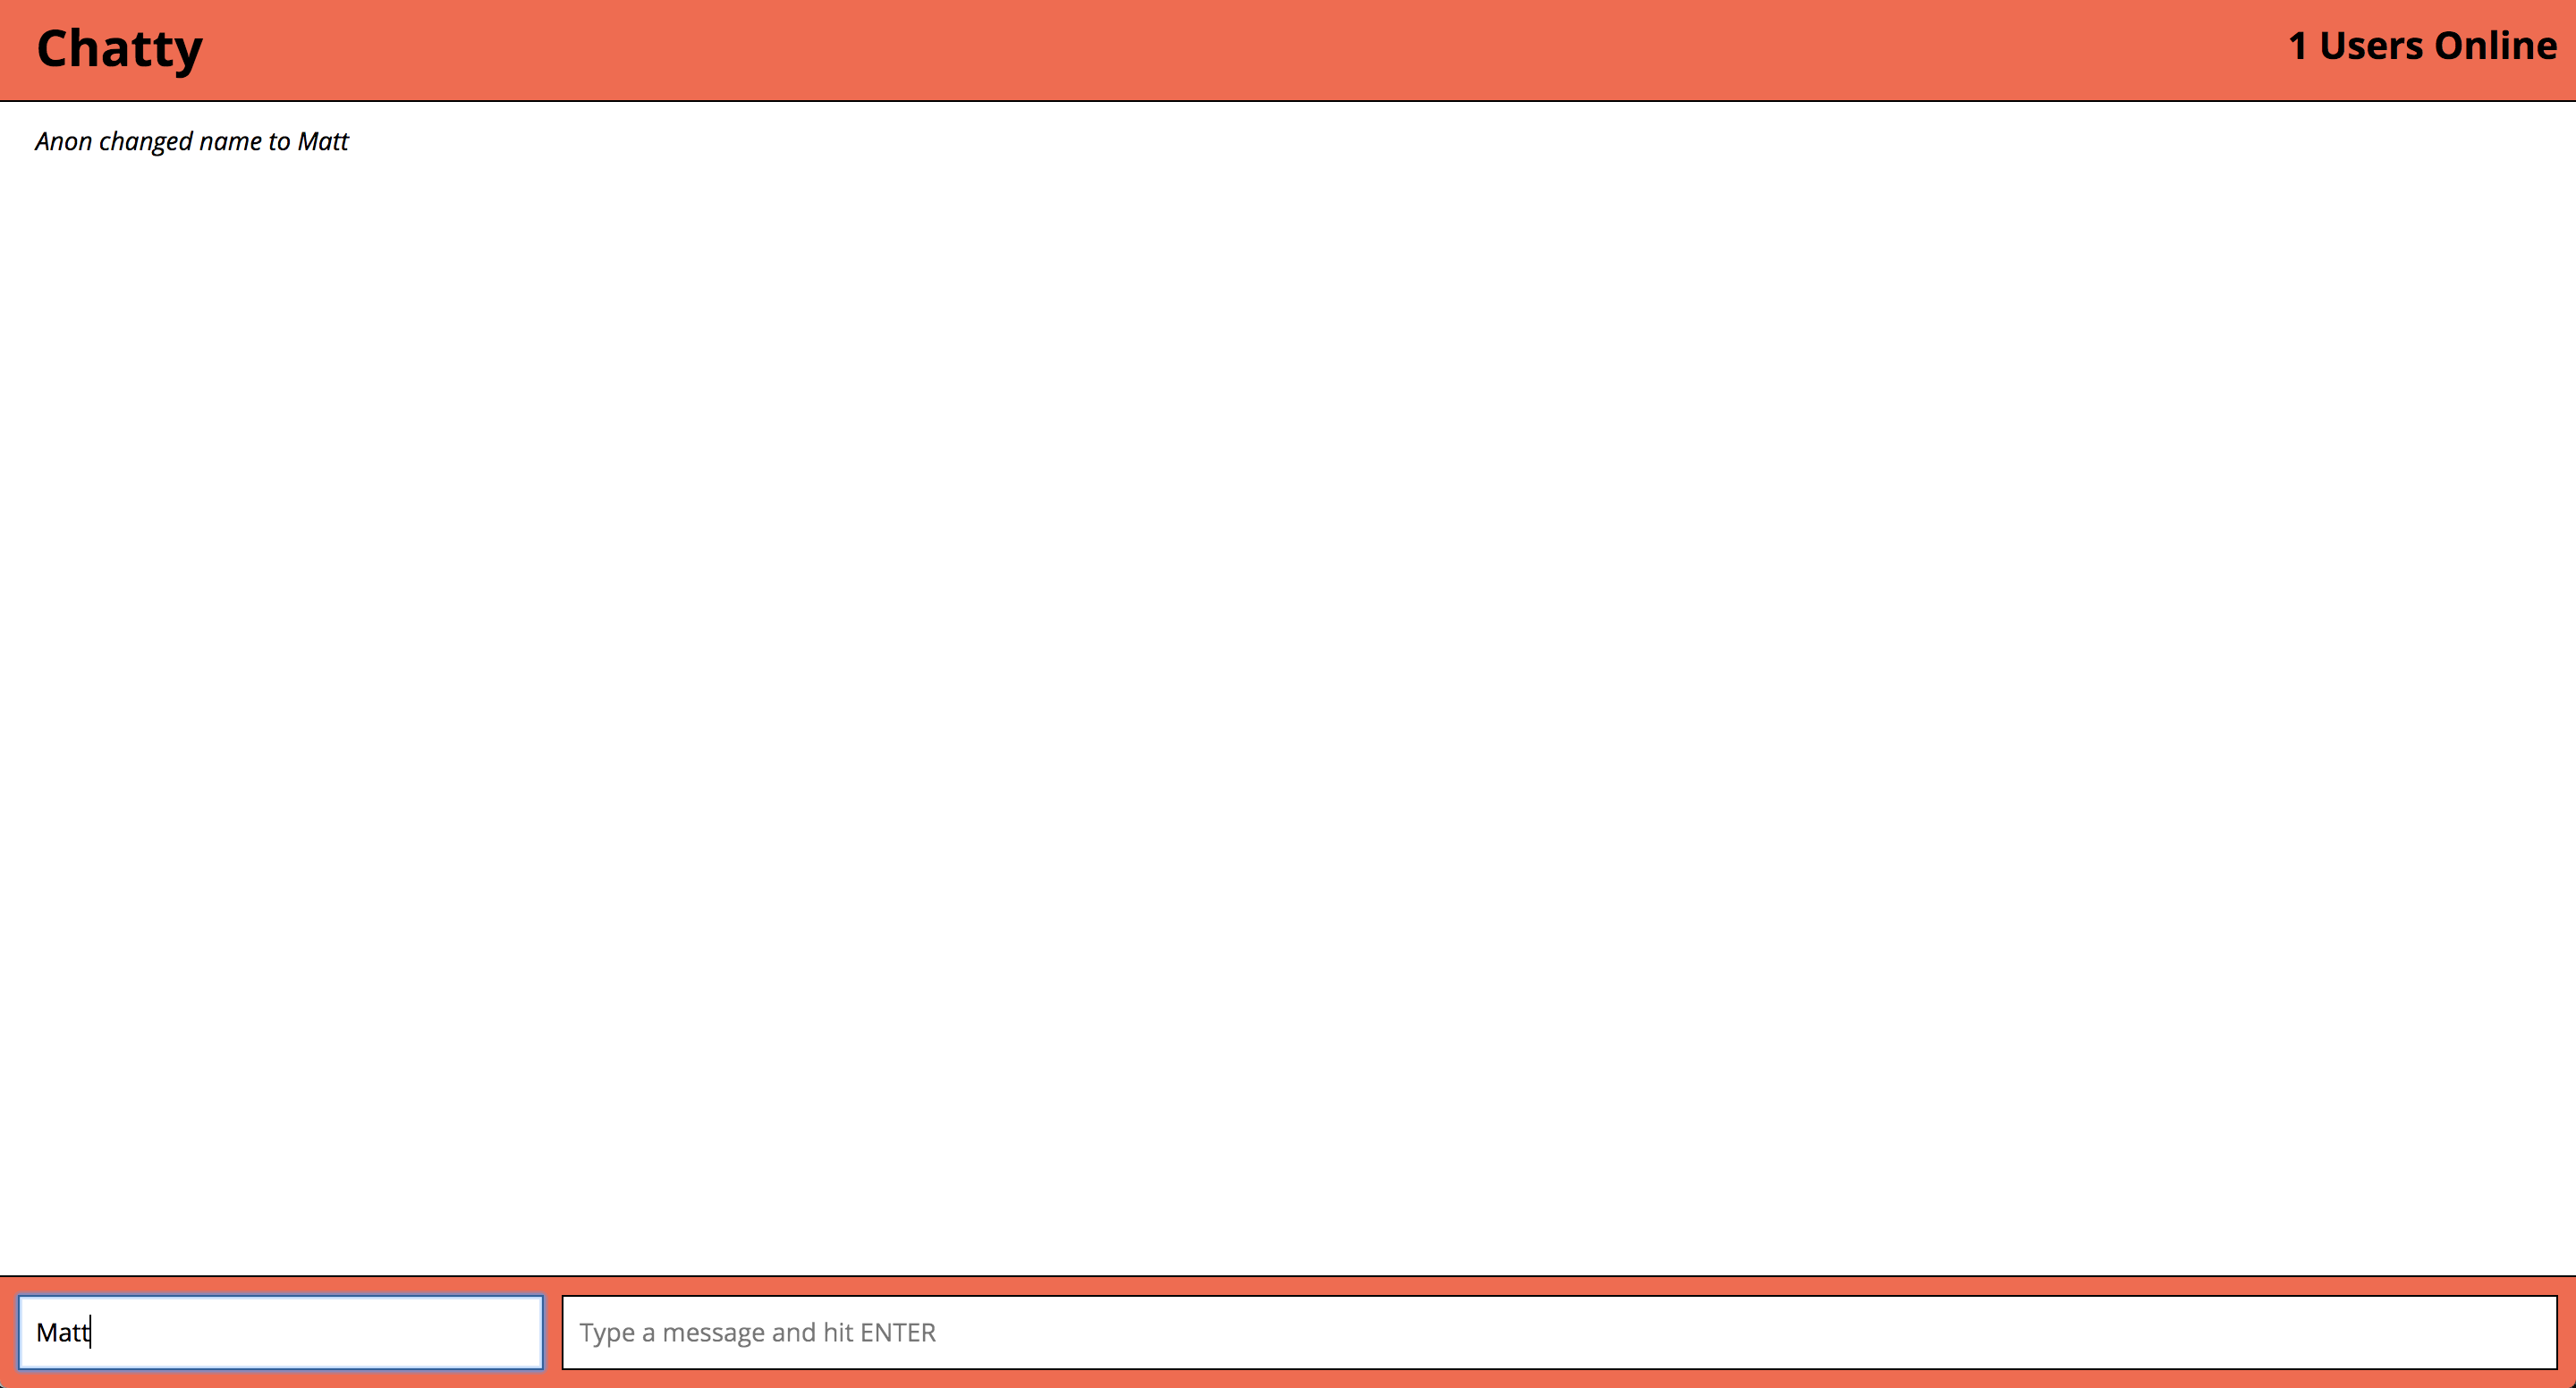 Chatty
1 Users Online
Anon changed name to Matt
Matt
Type a message and hit ENTER